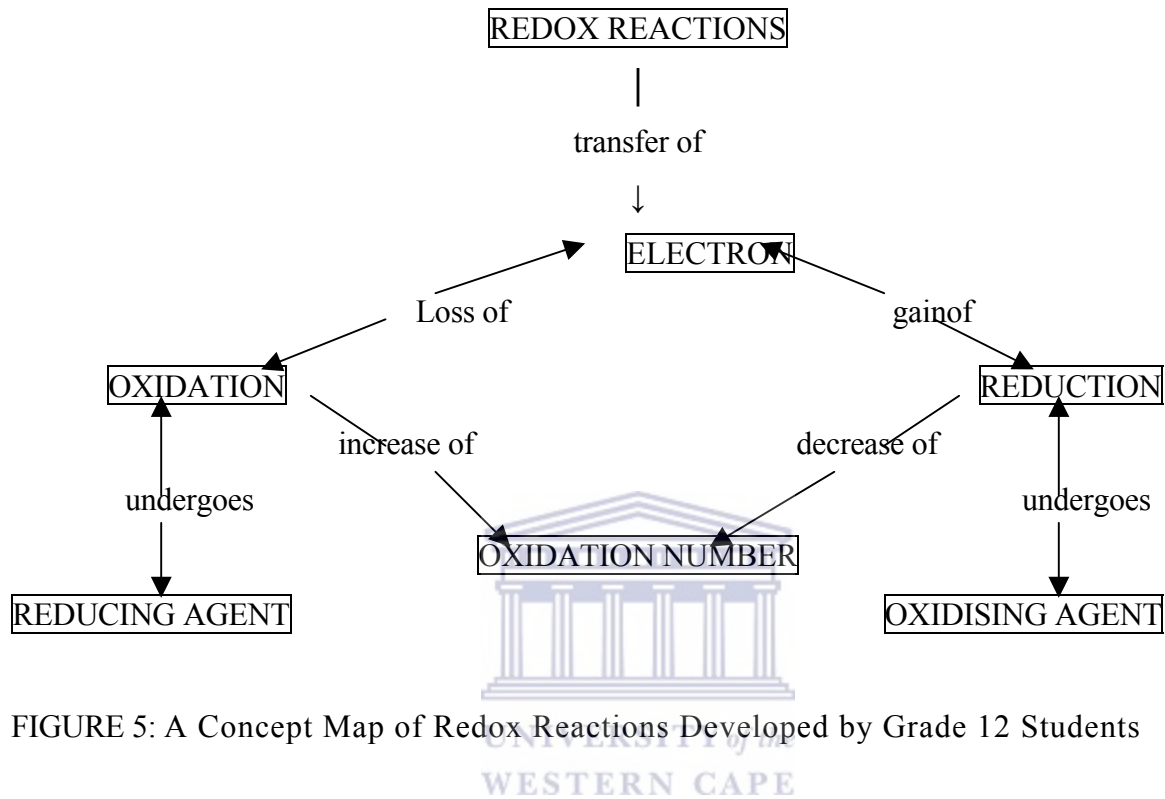 REDOX REACTIONS
transfer of
↓
ELECTRON
Loss of
gainof
OXIDATION
REDUCTION
increase of
decrease of
undergoes
undergoes
OXIDATION NUMBER
REDUCING AGENT
OXIDISING AGENT
FIGURE 5: A Concept Map of Redox Reactions Developed by Grade 12 Students
UNIVERSITY of the
WESTERN CAPE